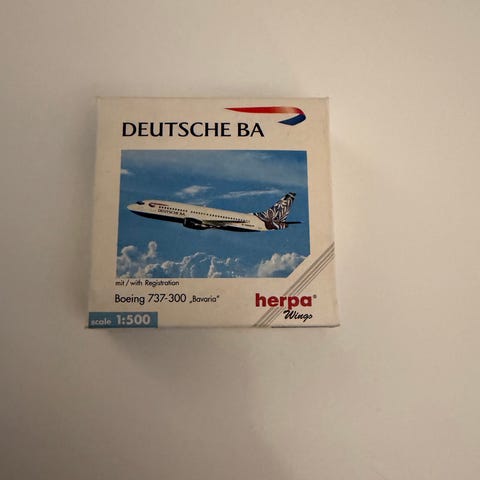 DEUTSCHE BA
DEUTSCHE BA
mit / with Registration
Boeing 737-300 „Bavaria“
herpa®
Wings
scale 1:500